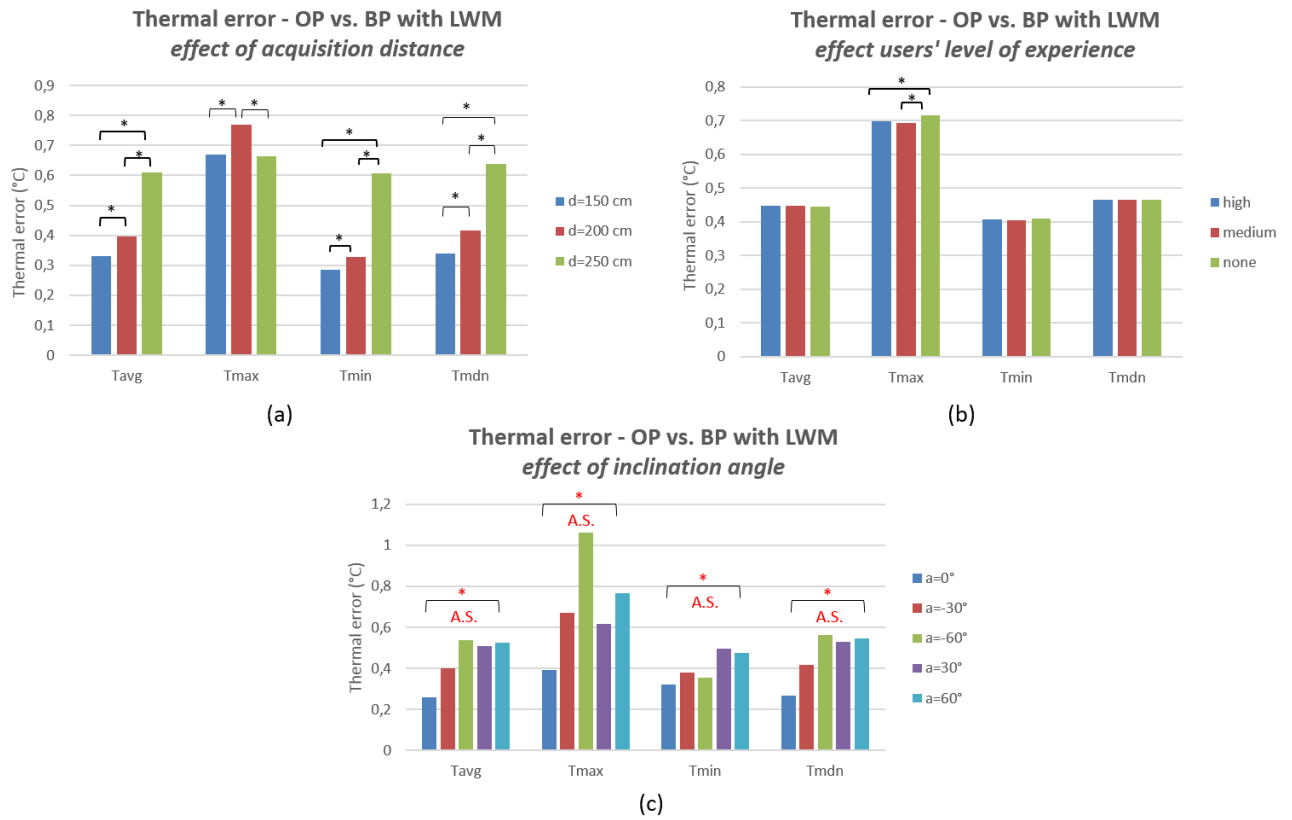 Thermal error - OP vs. BP with LWM
effect of acquisition distance
0,9
0,8
0,7
0,6
0,5
0,4
0,3
0,2
0,1
0
Thermal error (°C)
* * * * * * * * * * *
Tavg Tmax Tmin Tmdn
d=150 cm
d=200 cm
d=250 cm
(a)
Thermal error - OP vs. BP with LWM
effect users' level of experience
0,8
0,7
0,6
0,5
0,4
0,3
0,2
0,1
0
Thermal error (°C)
*
*
Tavg Tmax Tmin Tmdn
high
medium
none
(b)
Thermal error - OP vs. BP with LWM
effect of inclination angle
1,2
1
0,8
0,6
0,4
0,2
0
Thermal error (°C)
*
A.S.
*
A.S.
*
A.S.
*
A.S.
Tavg Tmax Tmin Tmdn
a=0°
a=-30°
a=-60°
a=30°
a=60°
(c)